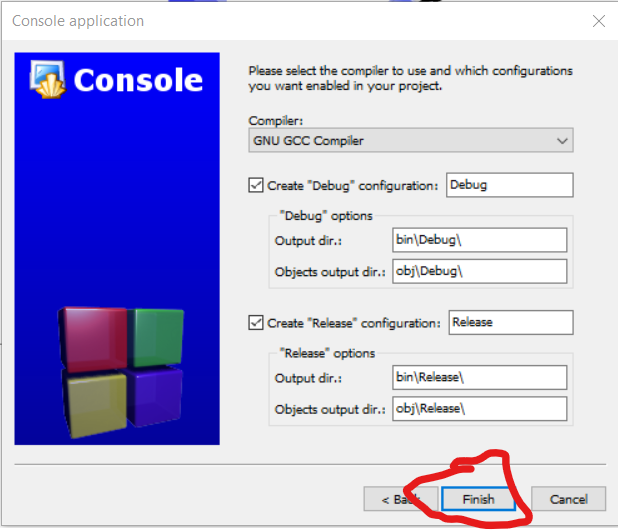 Console application
Console
Please select the compiler to use and which configurations
you want enabled in your project.
Compiler:
GNU GCC Compiler
Create "Debug" configuration: Debug
"Debug" options
Output dir.: bin\Debug\
Objects output dir.: obj\Debug\
Create "Release" configuration: Release
"Release" options
Output dir.: bin\Release\
Objects output dir.: obj\Release\
< Back Finish Cancel